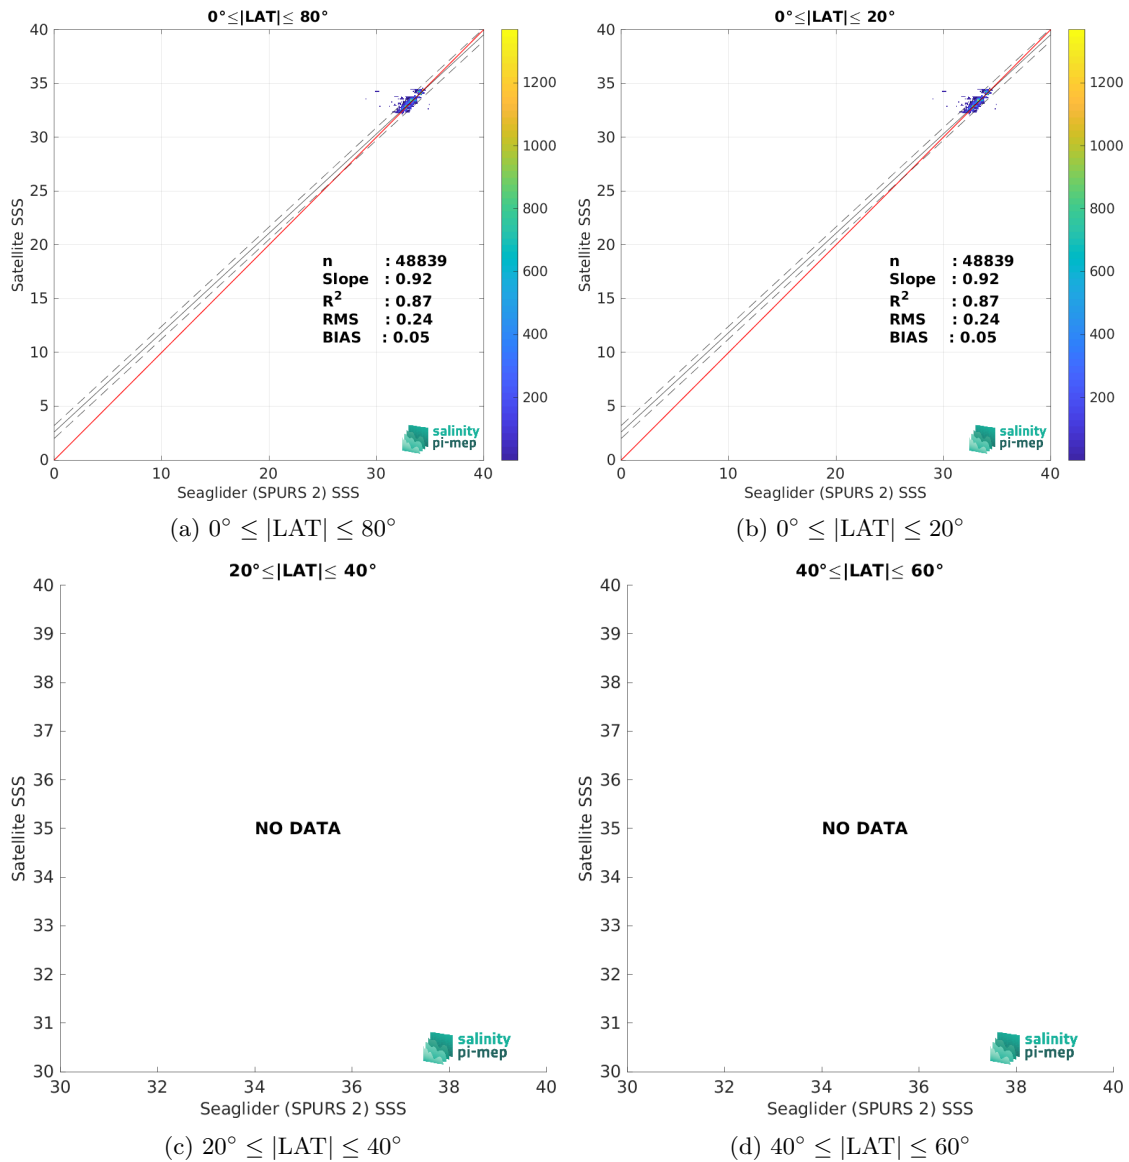 0°≤|LAT|≤ 80°
40
35
30
25
20
15
10
5
0
0
10
20
30
40
Satellite SSS
Seaglider (SPURS 2) SSS
n : 48839
Slope : 0.92
R² : 0.87
RMS : 0.24
BIAS : 0.05
salinity
pi-mep
1200
1000
800
600
400
200
(a) 0° ≤ |LAT| ≤ 80°
0°≤|LAT|≤ 20°
40
35
30
25
20
15
10
5
0
0
10
20
30
40
Satellite SSS
Seaglider (SPURS 2) SSS
n : 48839
Slope : 0.92
R² : 0.87
RMS : 0.24
BIAS : 0.05
salinity
pi-mep
1200
1000
800
600
400
200
(b) 0° ≤ |LAT| ≤ 20°
20°≤|LAT|≤ 40°
40
39
38
37
36
35
34
33
32
31
30
30
32
34
36
38
40
Satellite SSS
Seaglider (SPURS 2) SSS
NO DATA
salinity
pi-mep
(c) 20° ≤ |LAT| ≤ 40°
40°≤|LAT|≤ 60°
40
39
38
37
36
35
34
33
32
31
30
30
32
34
36
38
40
Satellite SSS
Seaglider (SPURS 2) SSS
NO DATA
salinity
pi-mep
(d) 40° ≤ |LAT| ≤ 60°